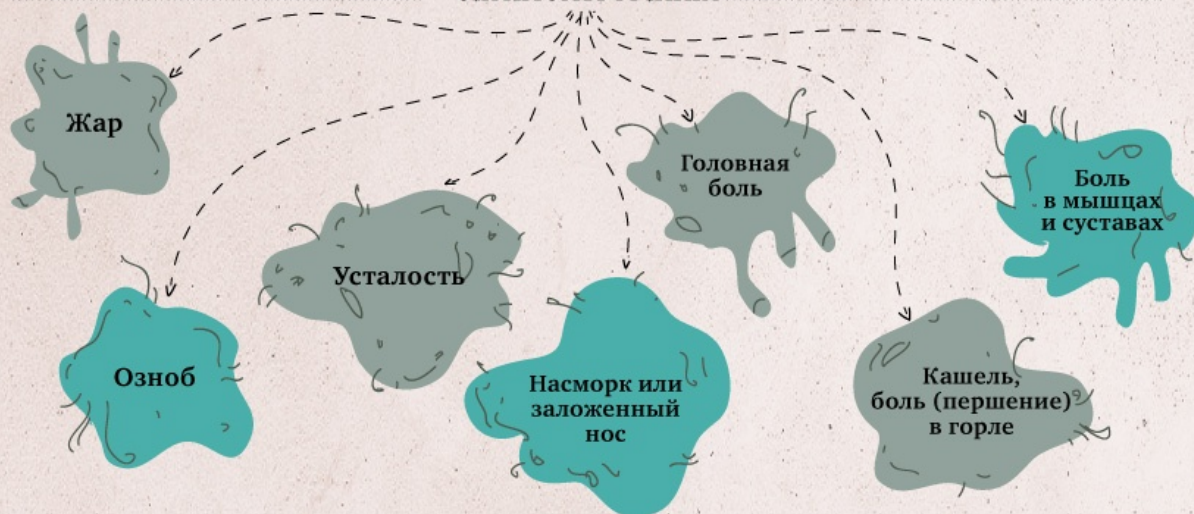 Жар
Головная
боль
Боль
в мышцах
и суставах
Усталость
Озноб
Насморк или
заложенный
нос
Кашель,
боль (першение)
в горле